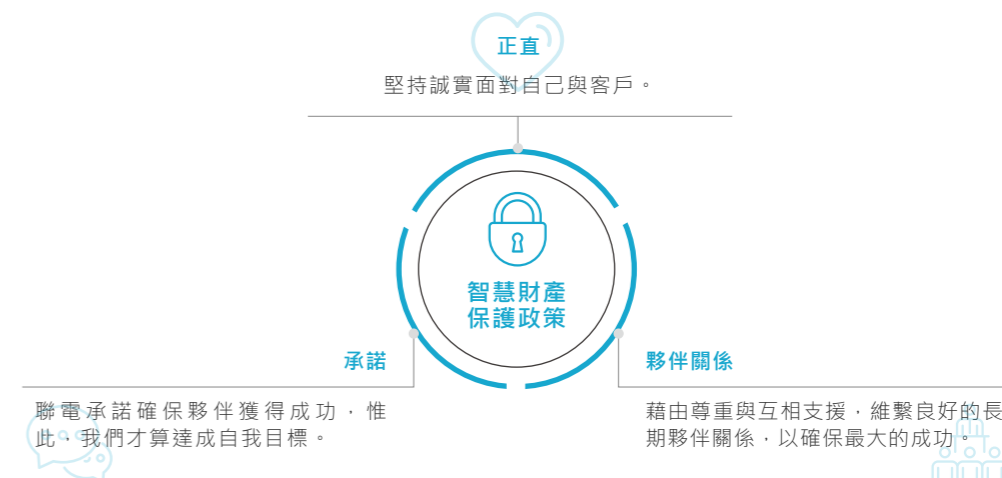 正直
堅持誠實面對自己與客戶。
智慧財產
保護政策
承諾
聯電承諾確保夥伴獲得成功，惟
此，我們才算達成自我目標。
夥伴關係
藉由尊重與互相支援，維繫良好的長
期夥伴關係，以確保最大的成功。